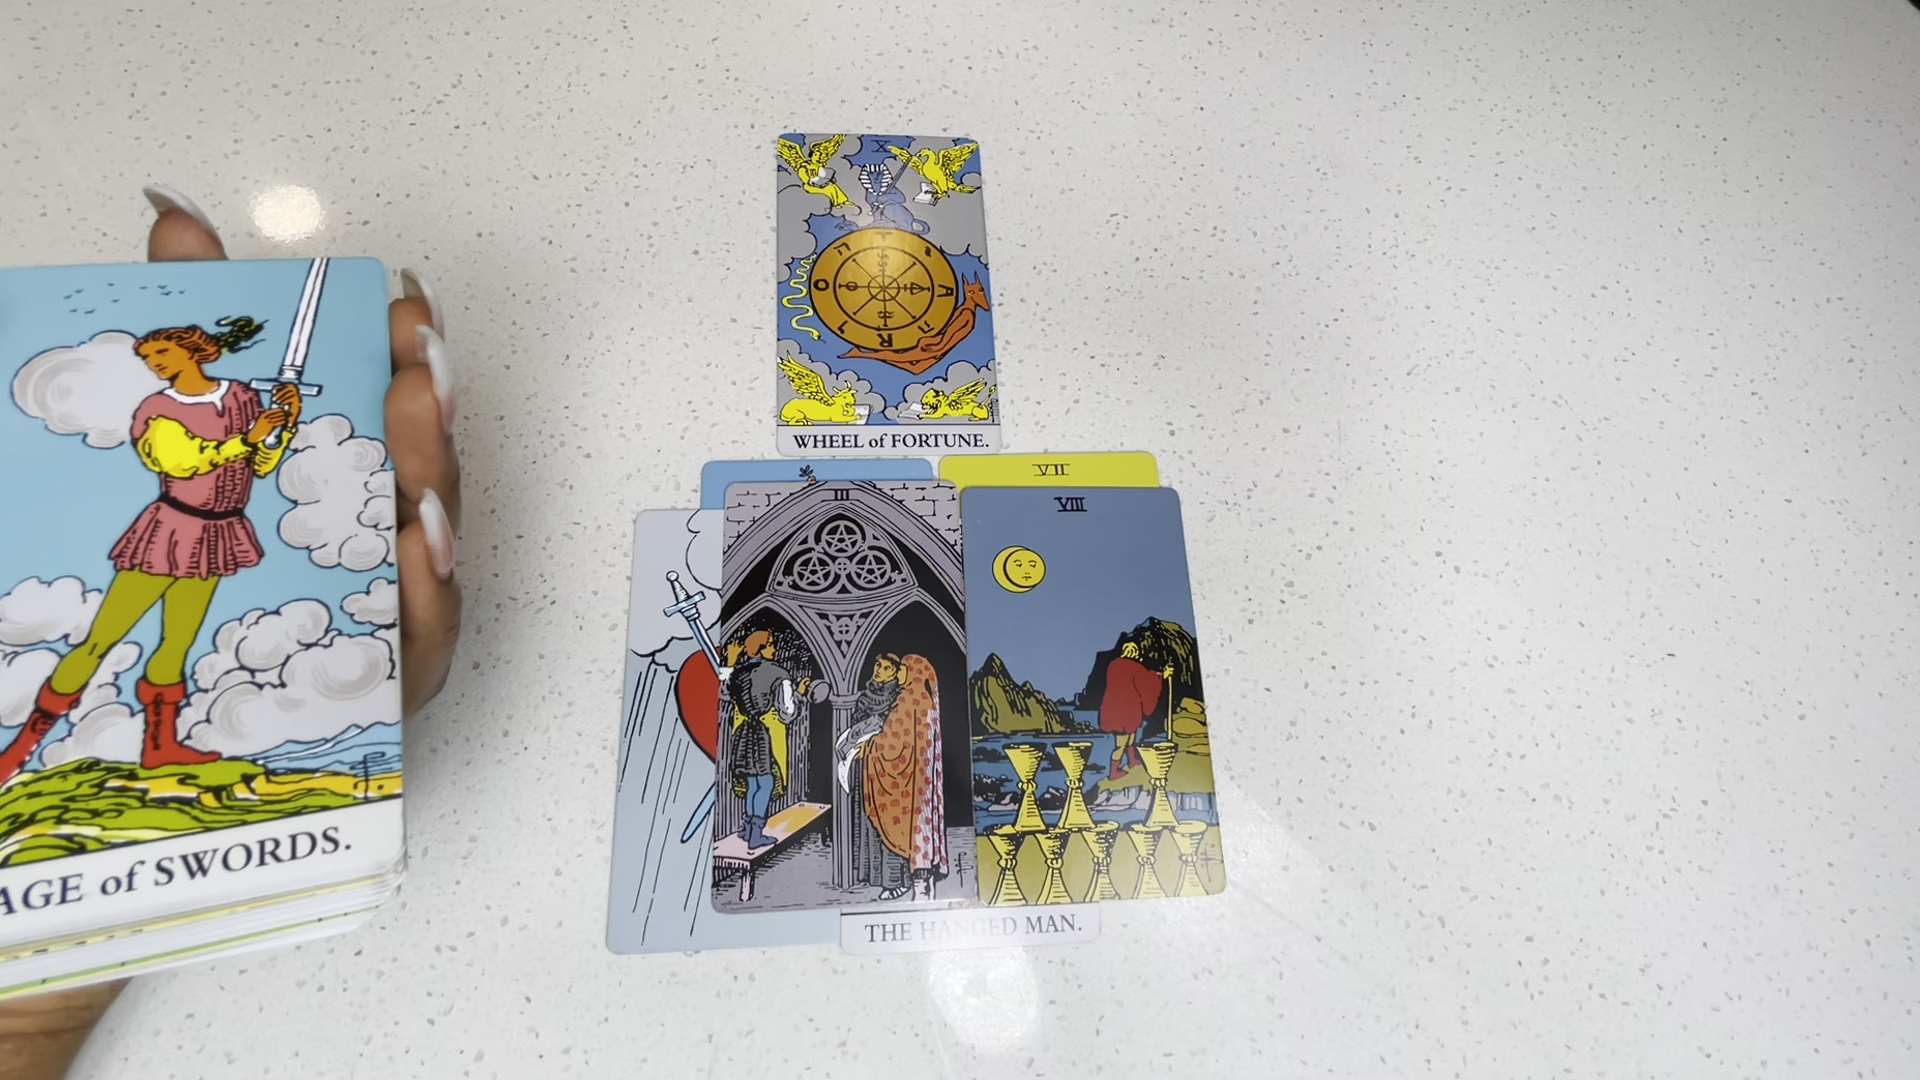 X
WHEEL of FORTUNE.
VII
III
VIII
AGE of SWORDS.
THE HANGED MAN.